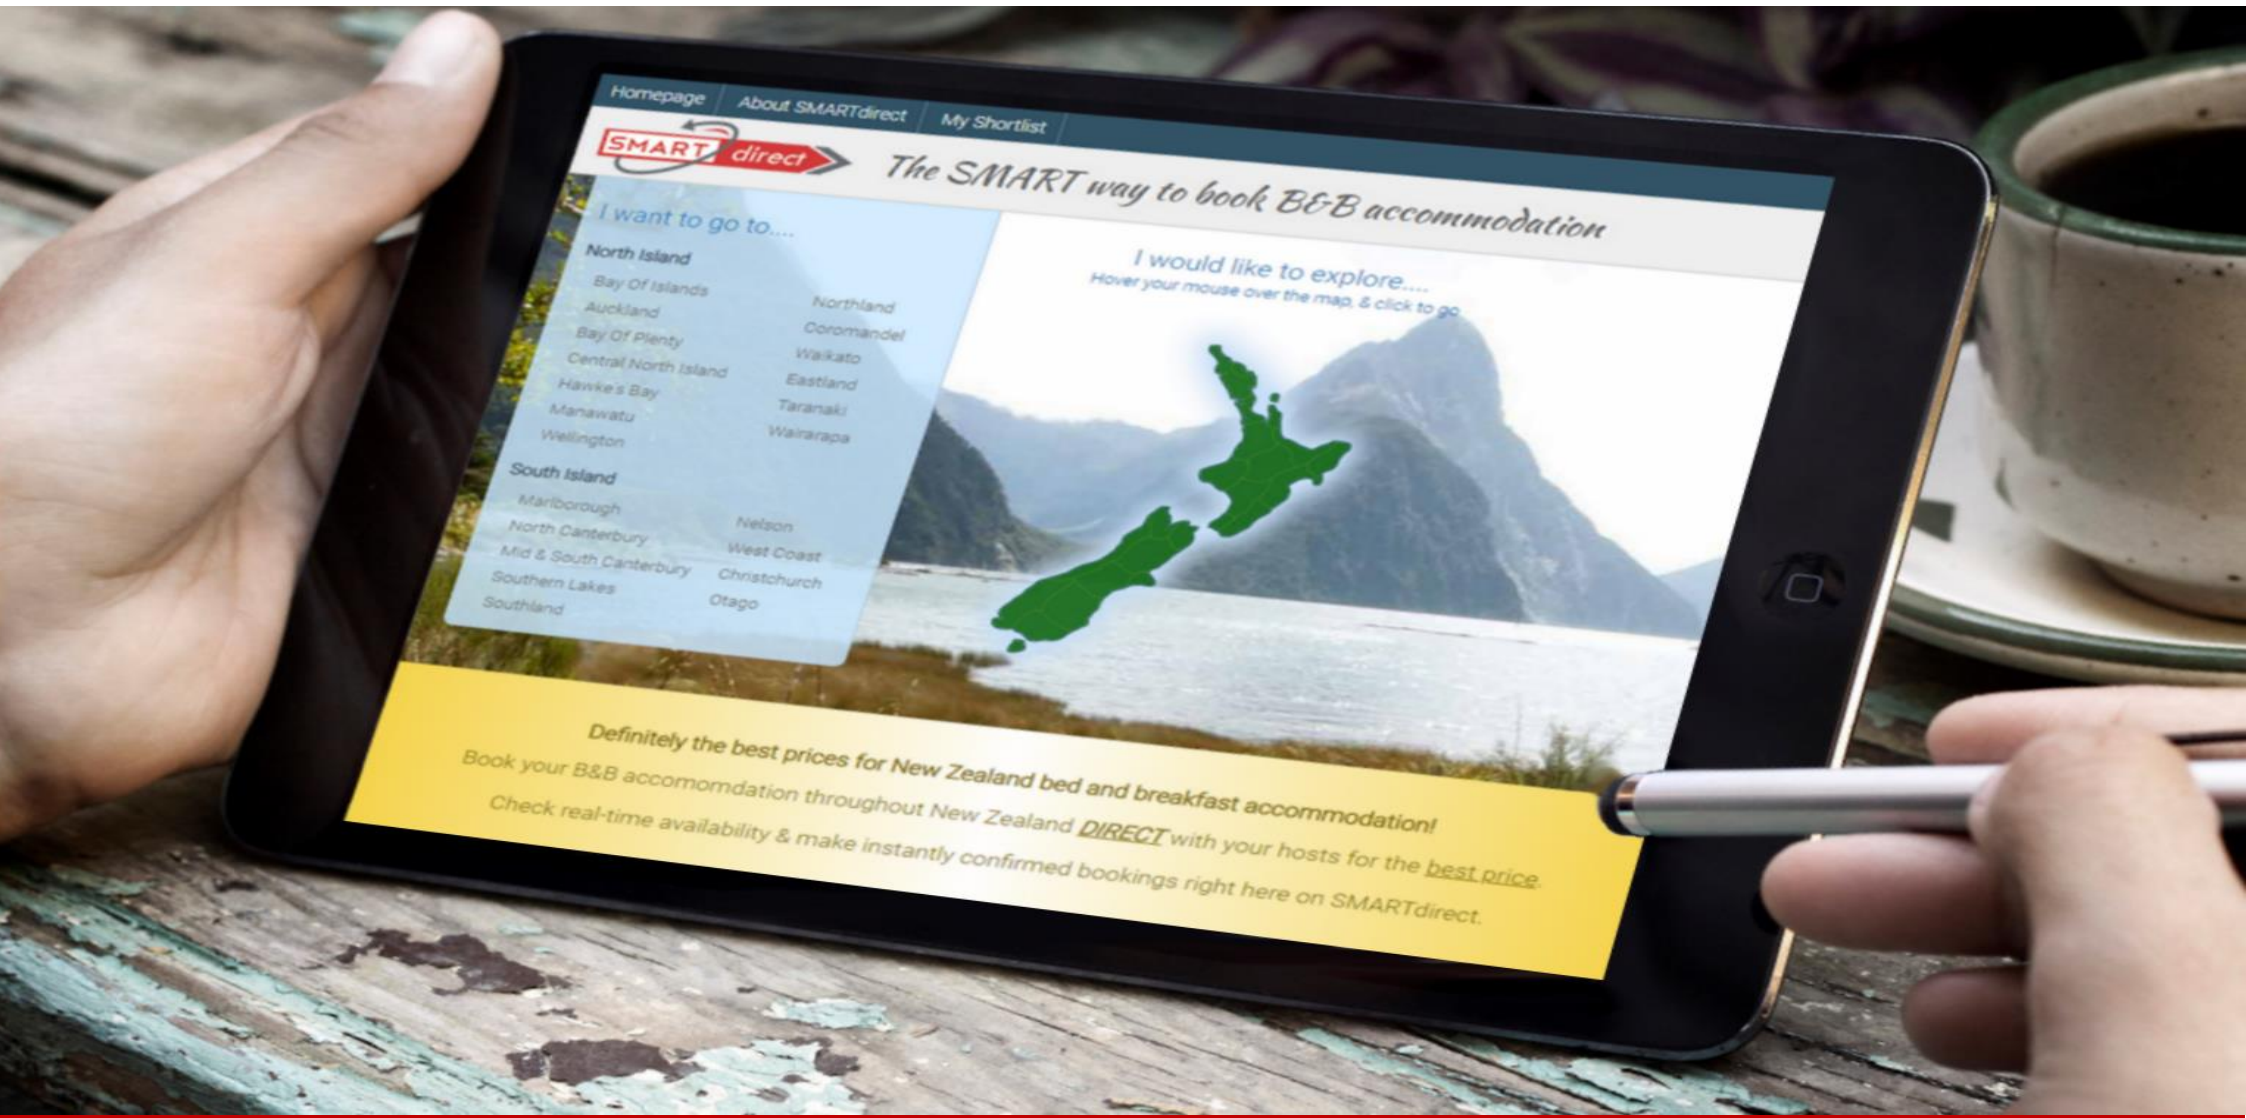 Homepage About SMARTdirect My Shortlist
SMART direct
The SMART way to book B&B accommodation
I want to go to....
North Island
Bay Of Islands Northland
Auckland Coromandel
Bay Of Plenty Waikato
Central North Island Eastland
Hawke's Bay Taranaki
Manawatu Wairarapa
Wellington
South Island
Marlborough Nelson
North Canterbury West Coast
Mid & South Canterbury Christchurch
Southern Lakes Otago
Southland
I would like to explore....
Hover your mouse over the map, & click to go
Definitely the best prices for New Zealand bed and breakfast accommodation!
Book your B&B accomomdation throughout New Zealand DIRECT with your hosts for the best price.
Check real-time availability & make instantly confirmed bookings right here on SMARTdirect.